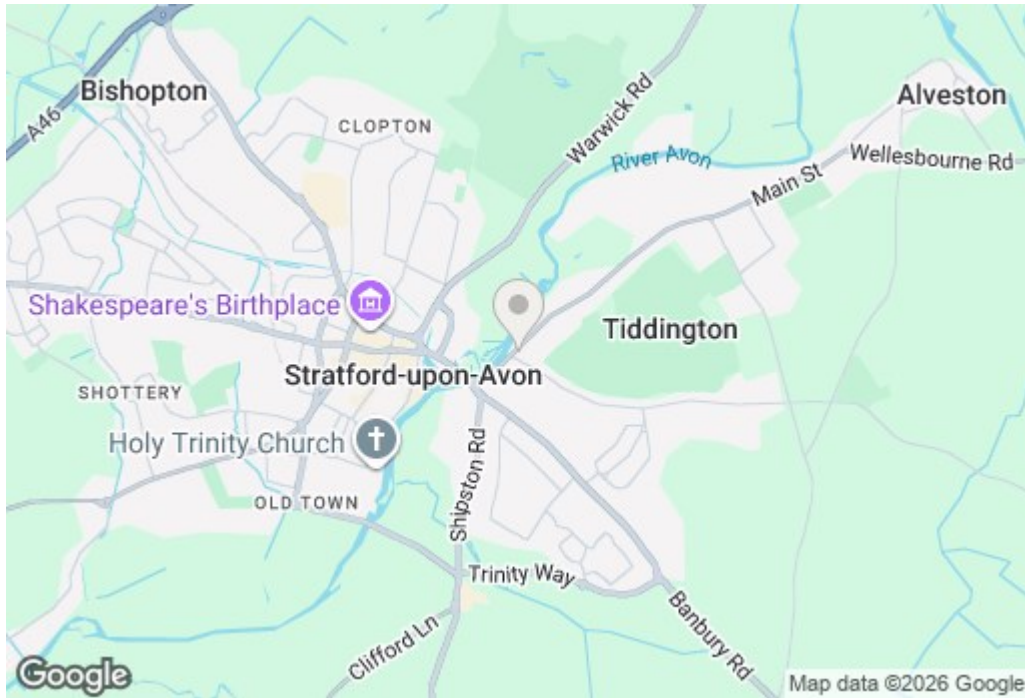 Bishopton
A46
CLOPTON
Warwick Rd
River Avon
Alveston
Wellesbourne Rd
Main St
Shakespeare's Birthplace
Tiddington
Stratford-upon-Avon
SHOTTERY
Holy Trinity Church
OLD TOWN
Shipston Rd
Trinity Way
Clifford Ln
Banbury Rd
Google
Map data ©2026 Google